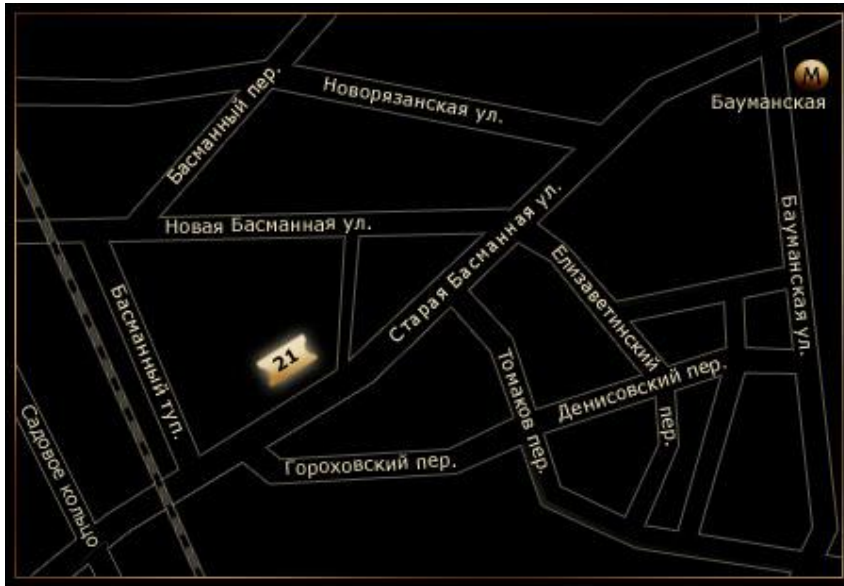 М
Бауманская
Басманный пер.
Новорязанская ул.
Новая Басманная ул.
Старая Басманная ул.
Бауманская ул.
Елизаветинский
пер.
Басманный туп.
21
Томаков пер.
Денисовский пер.
Гороховский пер.
Садовое кольцо